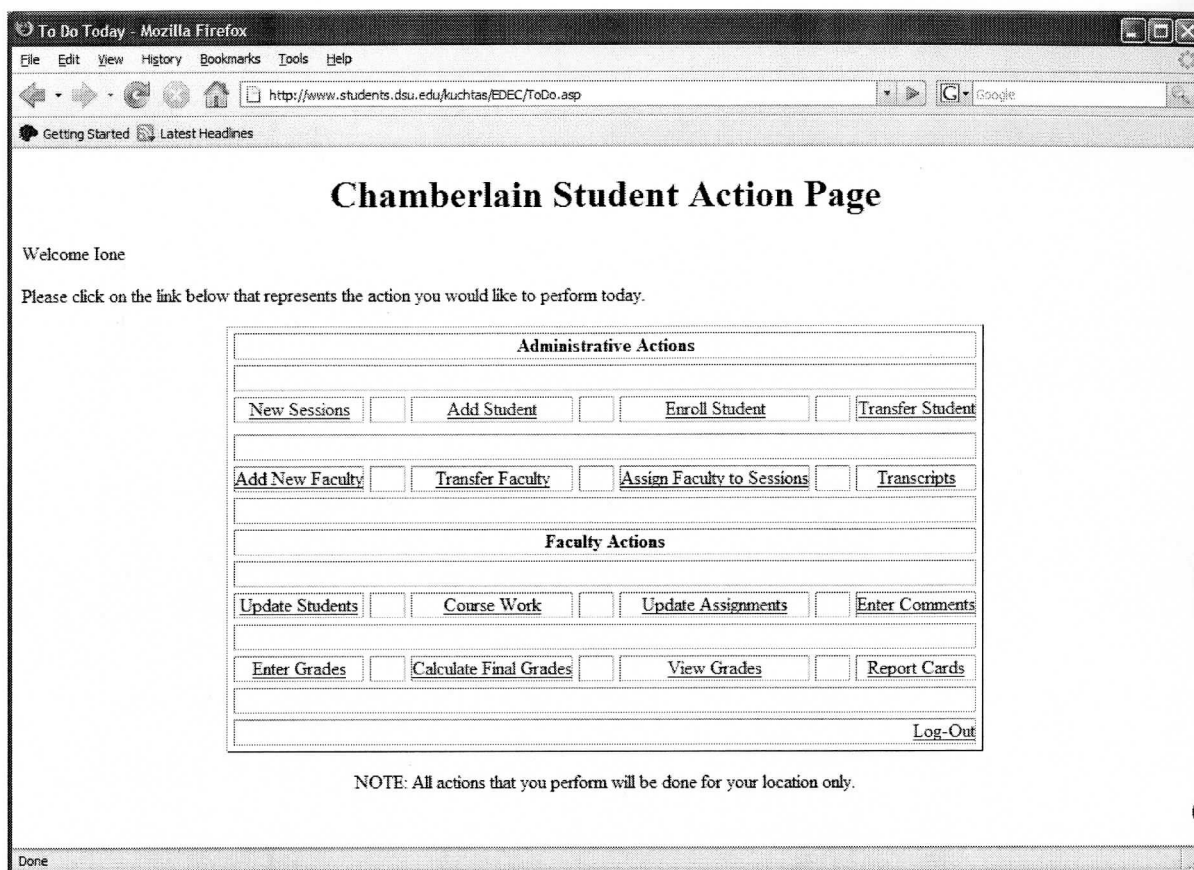 To Do Today - Mozilla Firefox
File Edit View History Bookmarks Tools Help
http://www.students.dsu.edu/kuchtas/EDEC/ToDo.asp G Google
Getting Started Latest Headlines
Chamberlain Student Action Page
Welcome Ione
Please click on the link below that represents the action you would like to perform today.
Administrative Actions
New Sessions Add Student Enroll Student Transfer Student
Add New Faculty Transfer Faculty Assign Faculty to Sessions Transcripts
Faculty Actions
Update Students Course Work Update Assignments Enter Comments
Enter Grades Calculate Final Grades View Grades Report Cards
Log-Out
NOTE: All actions that you perform will be done for your location only.
Done